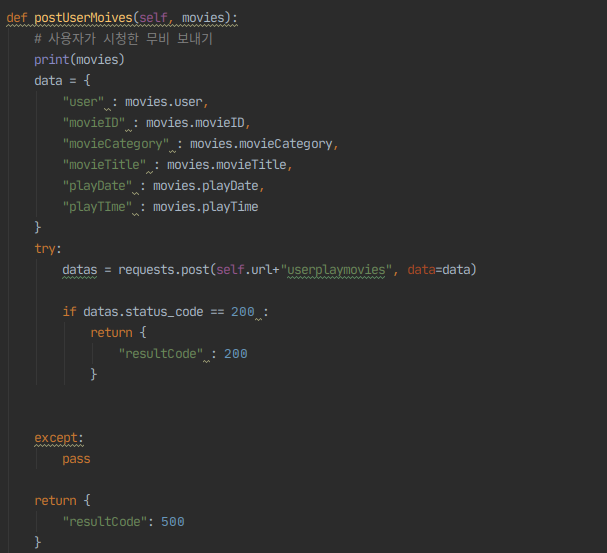 def postUserMoives(self, movies):
# 사용자가 시청한 무비 보내기
print(movies)
data = {
"user" : movies.user,
"movieID" : movies.movieID,
"movieCategory" : movies.movieCategory,
"movieTitle" : movies.movieTitle,
"playDate" : movies.playDate,
"playTIme" : movies.playTime
}
try:
datas = requests.post(self.url+"userplaymovies", data=data)
if datas.status_code == 200 :
return {
"resultCode" : 200
}
except:
pass
return {
"resultCode": 500
}